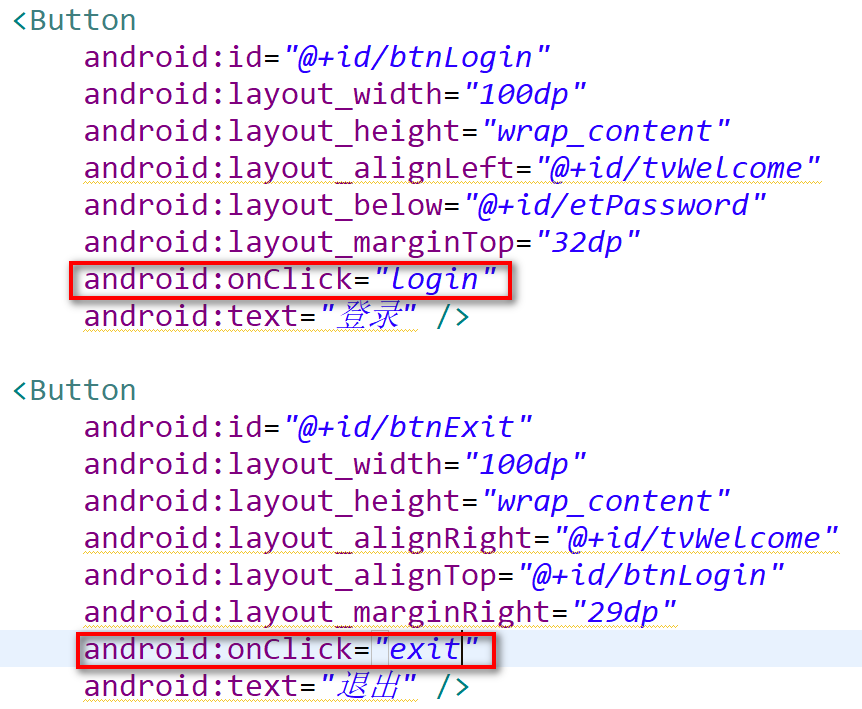 <Button
android:id="@+id/btnLogin"
android:layout_width="100dp"
android:layout_height="wrap_content"
android:layout_alignLeft="@+id/tvWelcome"
android:layout_below="@+id/etPassword"
android:layout_marginTop="32dp"
android:onClick="login"
android:text="登录" />
<Button
android:id="@+id/btnExit"
android:layout_width="100dp"
android:layout_height="wrap_content"
android:layout_alignRight="@+id/tvWelcome"
android:layout_alignTop="@+id/btnLogin"
android:layout_marginRight="29dp"
android:onClick="exit"
android:text="退出" />